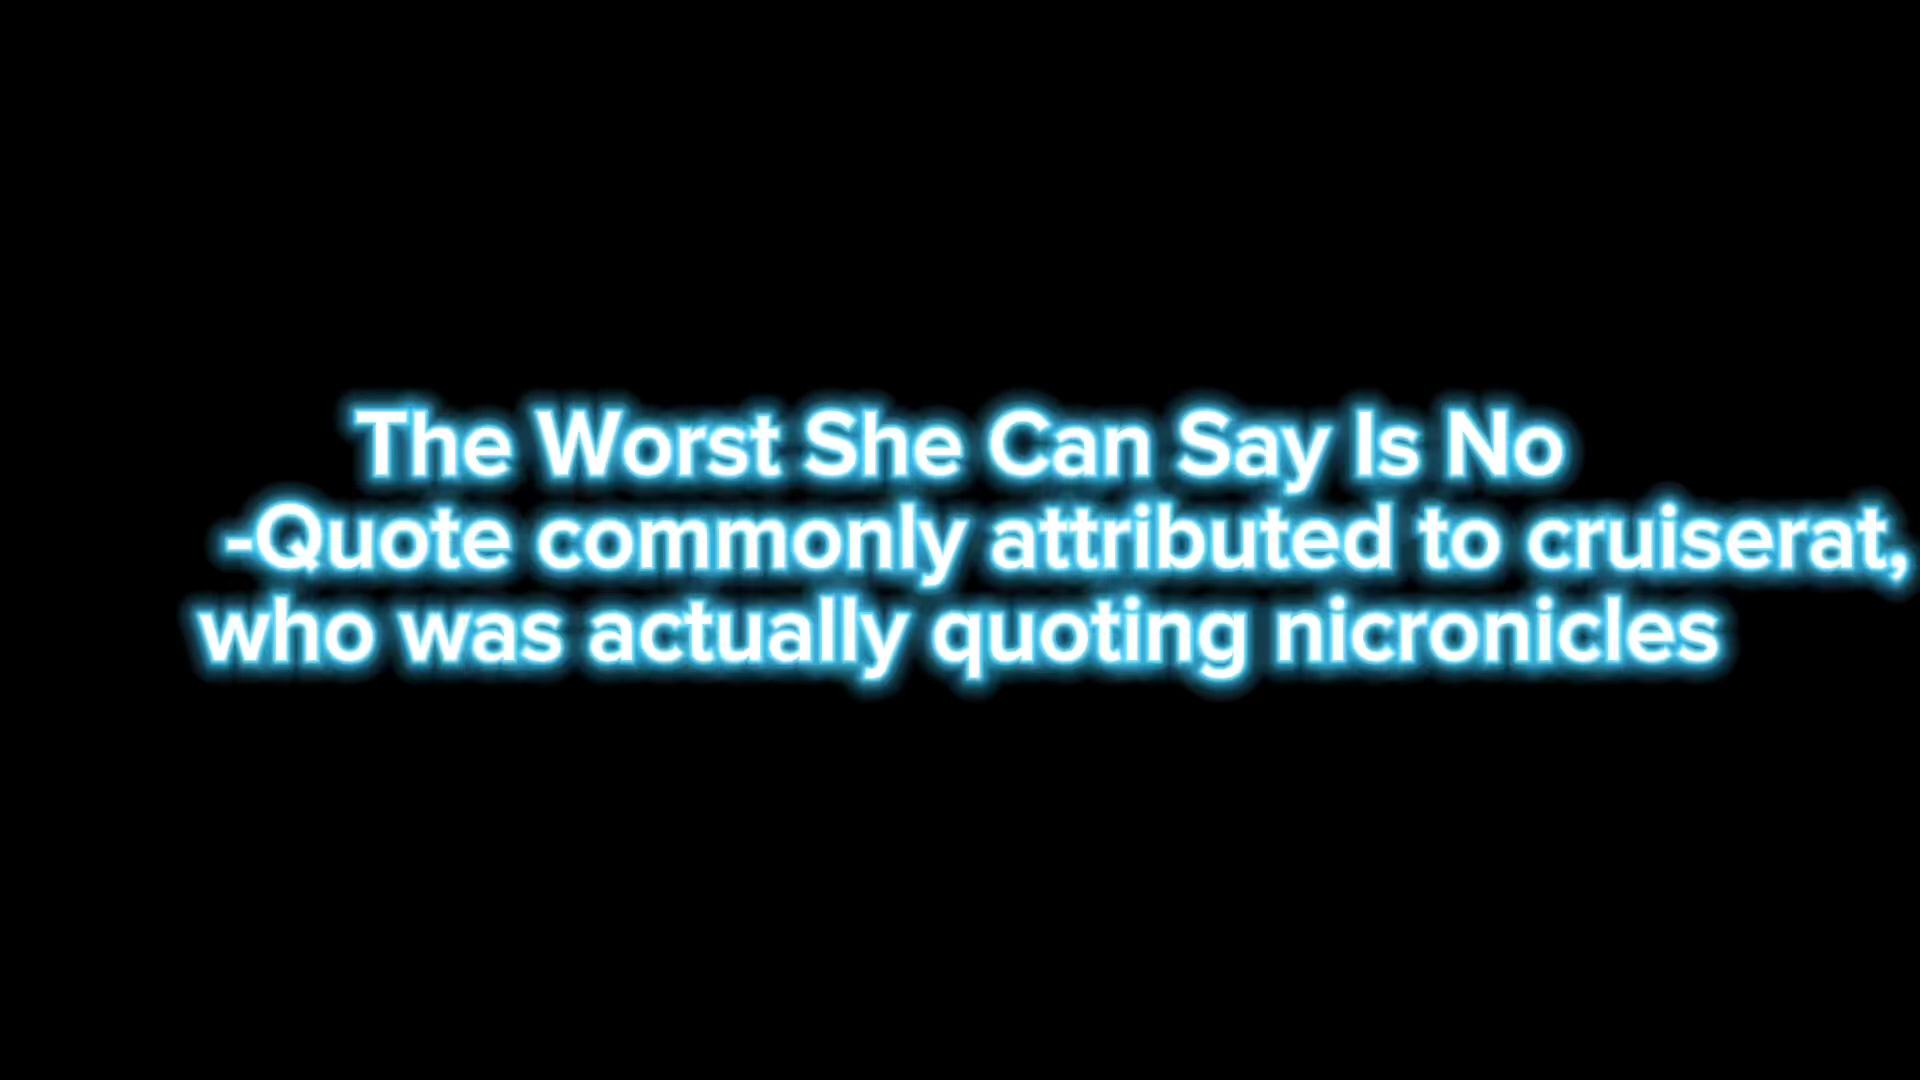 The Worst She Can Say Is No
-Quote commonly attributed to cruiserat,
who was actually quoting nicronicles